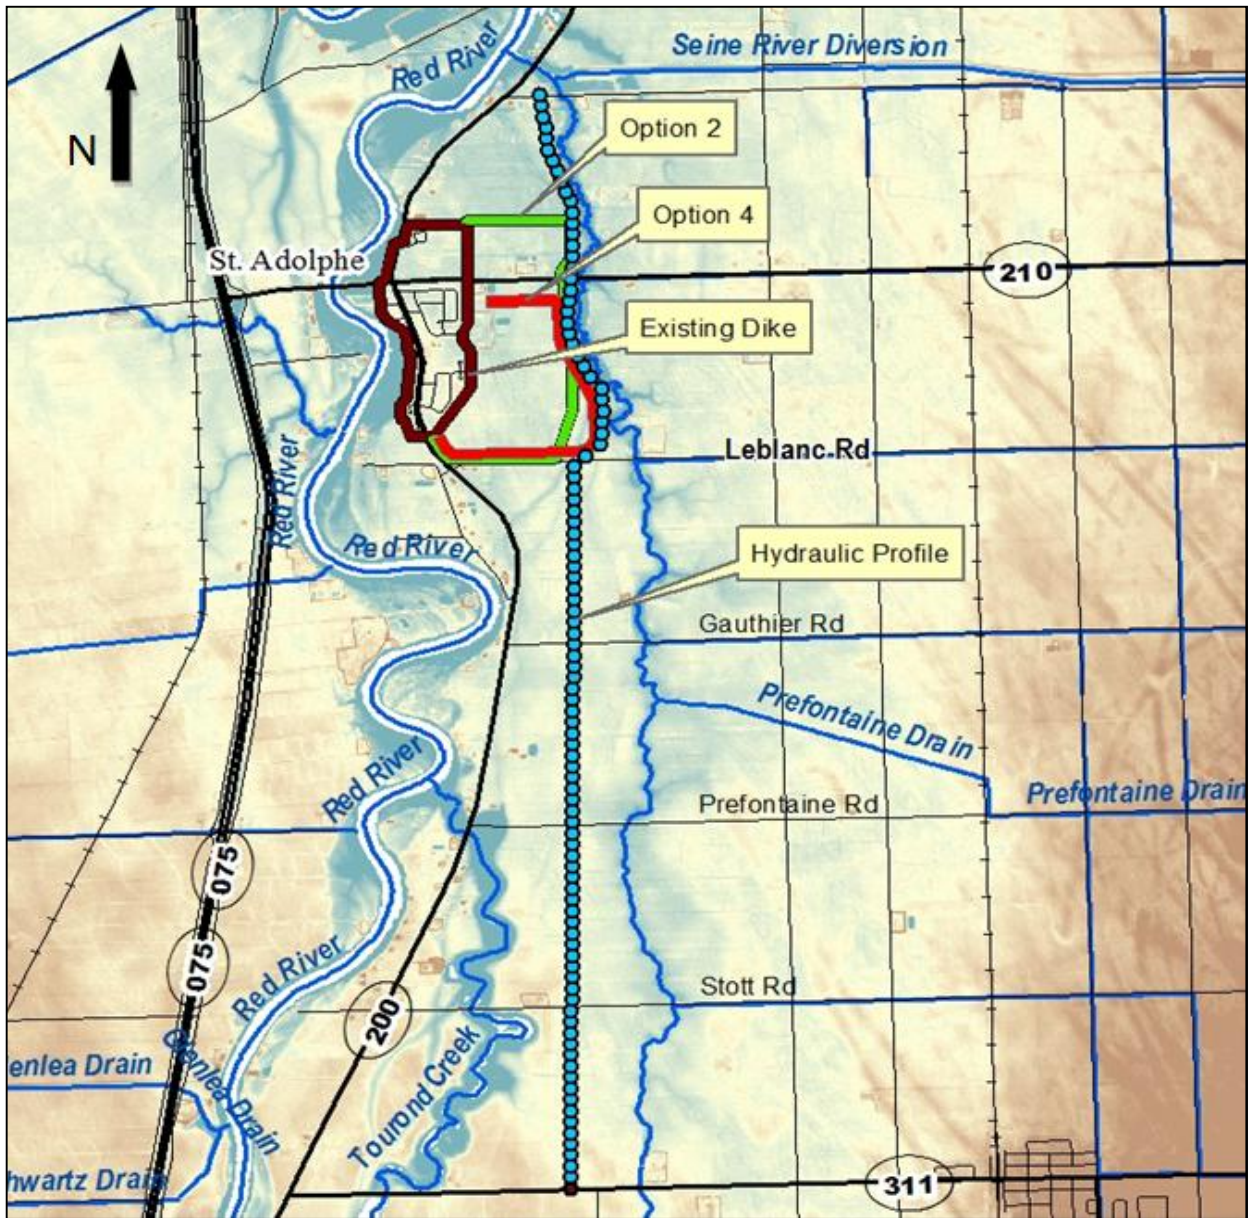 Seine River Diversion
Red River
N
Option 2
Option 4
St. Adolphe
210
Existing Dike
Leblanc Rd
Red River
Red River
Hydraulic Profile
Gauthier Rd
Prefontaine Drain
Red River
Prefontaine Drain
Prefontaine Rd
075
075
Red River
Stott Rd
200
enlea Drain
Glenlea Drain
Tourond Creek
hwartz Drain
311